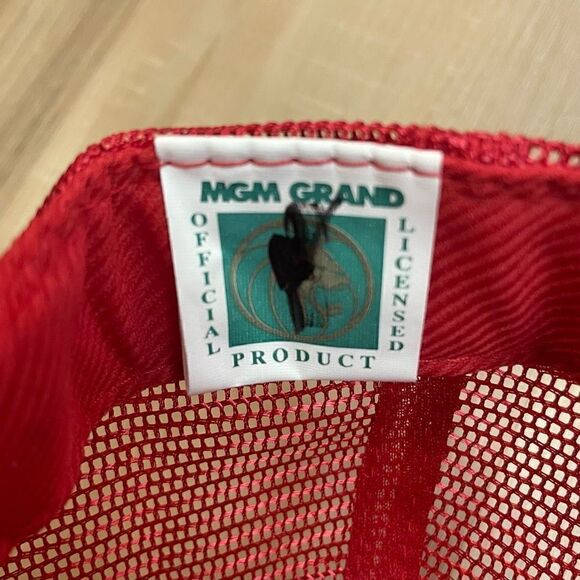 MGM GRAND
OFFICIAL
LICENSED
PRODUCT